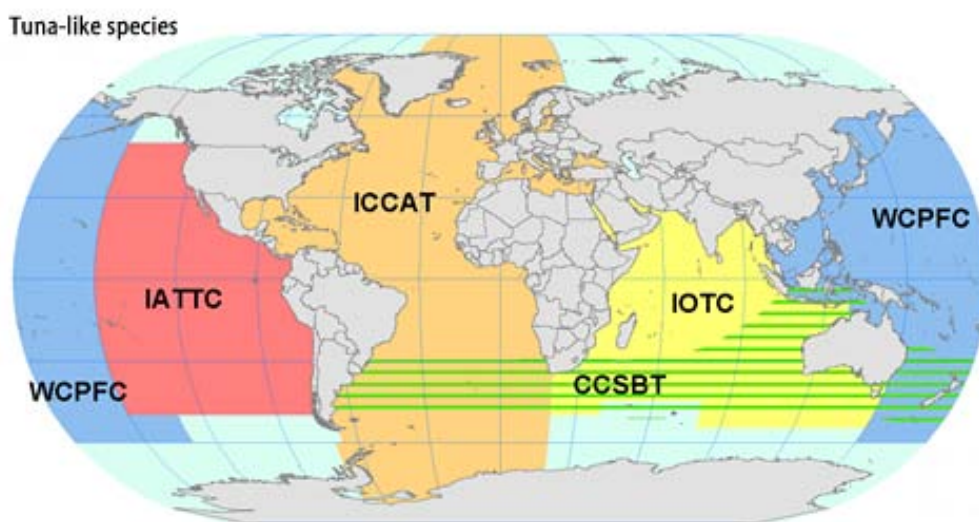 Tuna-like species
ICCAT
WCPFC
IATTC
IOTC
WCPFC
CCSBT